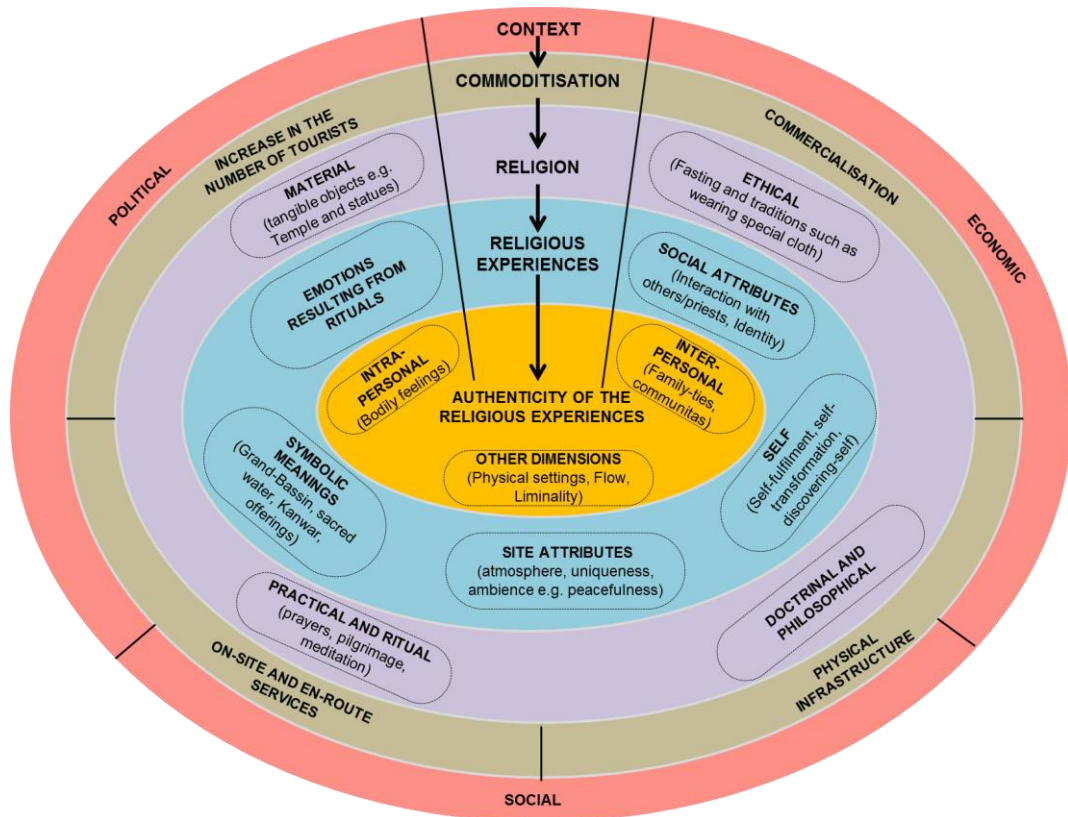 CONTEXT
COMMODITISATION
RELIGION
RELIGIOUS
EXPERIENCES
AUTHENTICITY OF THE
RELIGIOUS EXPERIENCES
POLITICAL
ECONOMIC
SOCIAL
INCREASE IN THE
NUMBER OF TOURISTS
COMMERCIALISATION
ON-SITE AND EN-ROUTE
SERVICES
PHYSICAL
INFRASTRUCTURE
MATERIAL
(tangible objects e.g.
Temple and statues)
ETHICAL
(Fasting and traditions such as
wearing special cloth)
PRACTICAL AND RITUAL
(prayers, pilgrimage,
meditation)
DOCTRINAL AND
PHILOSOPHICAL
EMOTIONS
RESULTING FROM
RITUALS
SOCIAL ATTRIBUTES
(Interaction with
others/priests, Identity)
SYMBOLIC
MEANINGS
(Grand-Bassin, sacred
water, Kanwar,
offerings)
SELF
(Self-fulfilment, self-
transformation,
discovering-self)
SITE ATTRIBUTES
(atmosphere, uniqueness,
ambience e.g. peacefulness)
INTRA-
PERSONAL
(Bodily feelings)
INTER-
PERSONAL
(Family-ties,
communitas)
OTHER DIMENSIONS
(Physical settings, Flow,
Liminality)